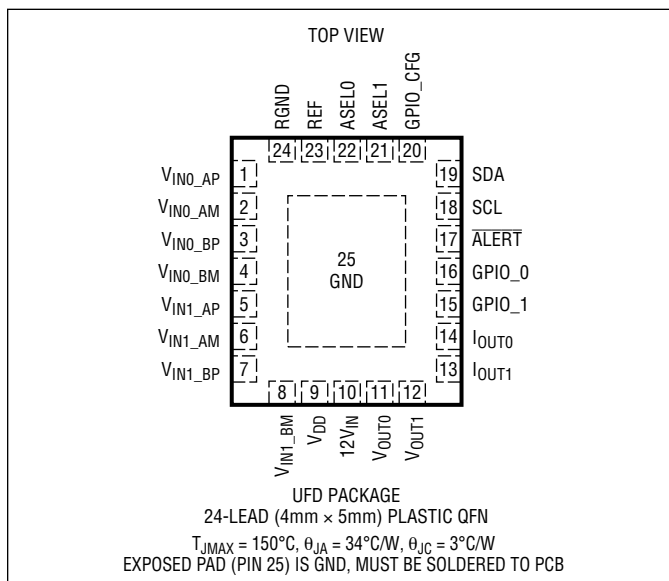 TOP VIEW
RGND
REF
ASEL0
ASEL1
GPIO_CFG
24 23 22 21 20
VIN0_AP 1
VIN0_AM 2
VIN0_BP 3
VIN0_BM 4
VIN1_AP 5
VIN1_AM 6
VIN1_BP 7
25
GND
19 SDA
18 SCL
17 ALERT
16 GPIO_0
15 GPIO_1
14 IOUT0
13 IOUT1
8 9 10 11 12
VIN1_BM
VDD
12VIN
VOUT0
VOUT1
UFD PACKAGE
24-LEAD (4mm × 5mm) PLASTIC QFN
TJMAX = 150°C, θJA = 34°C/W, θJC = 3°C/W
EXPOSED PAD (PIN 25) IS GND, MUST BE SOLDERED TO PCB